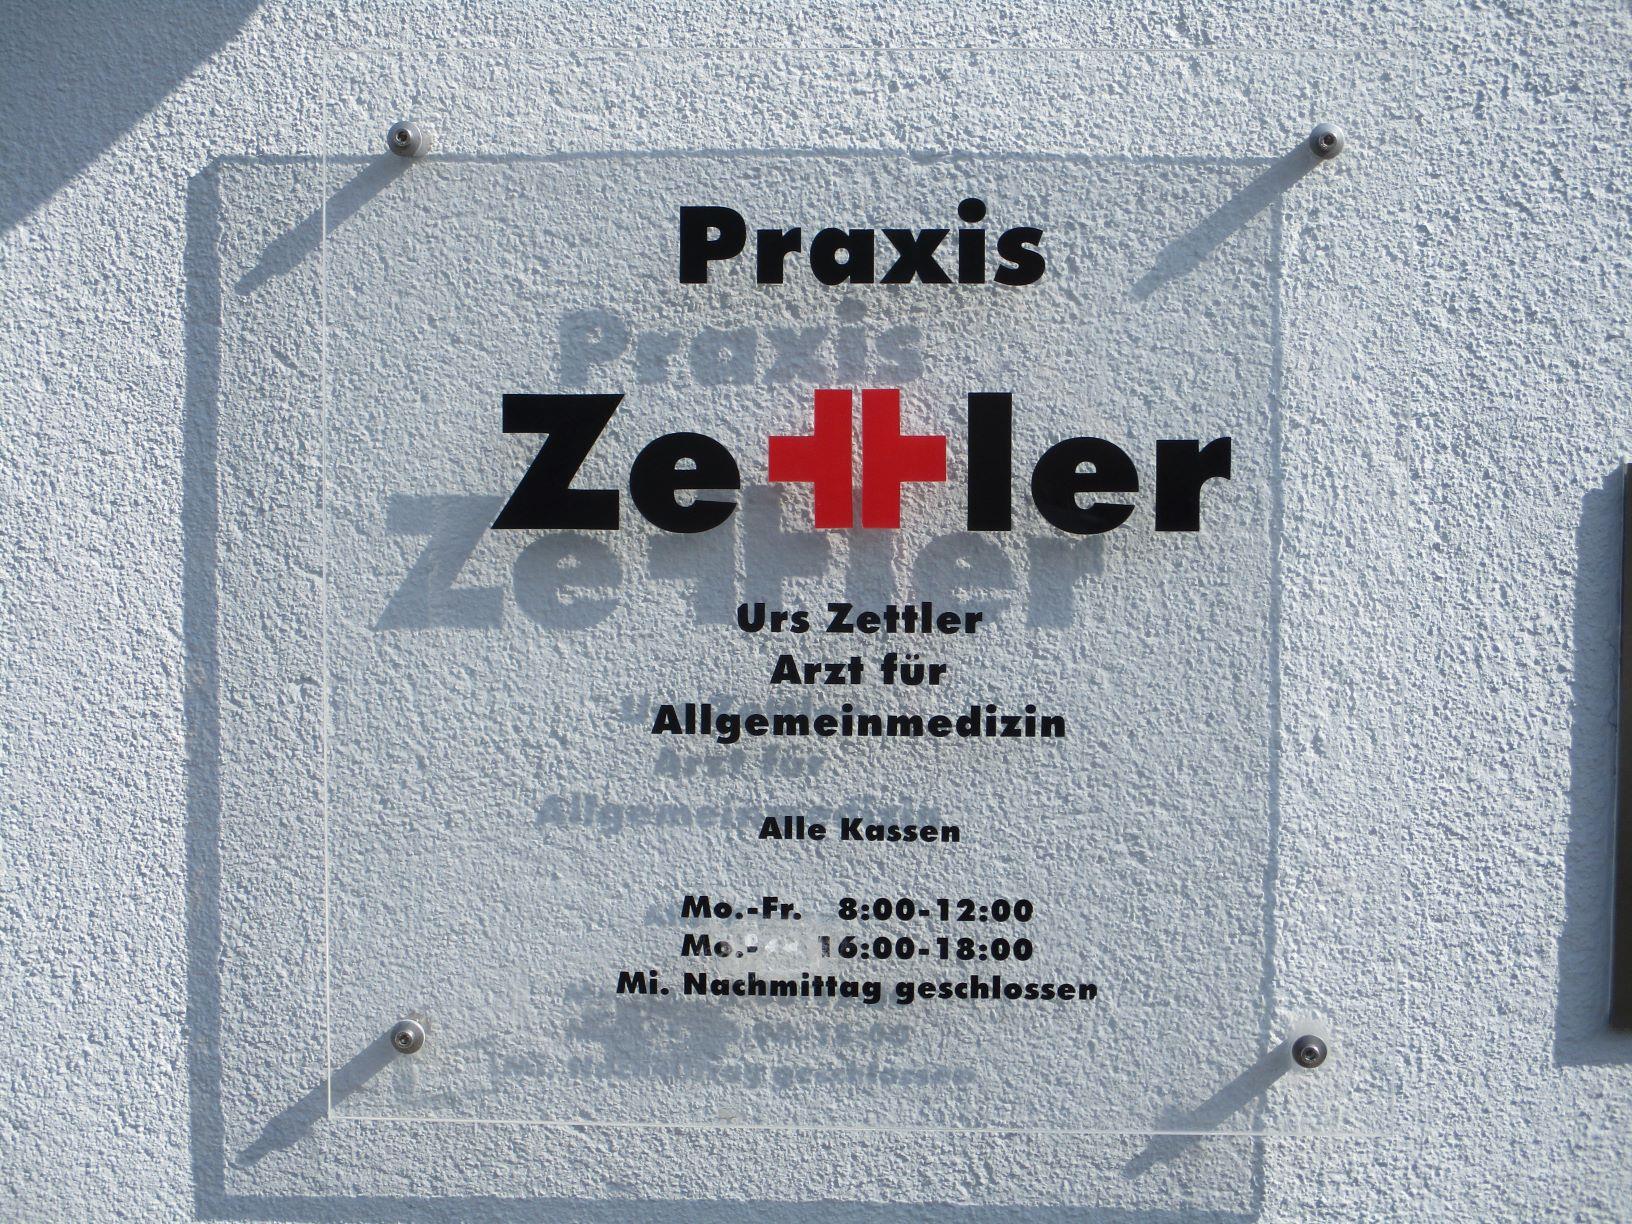 Praxis
Zettler
Urs Zettler
Arzt für
Allgemeinmedizin
Alle Kassen
Mo.-Fr. 8:00-12:00
Mo.- 16:00-18:00
Mi. Nachmittag geschlossen